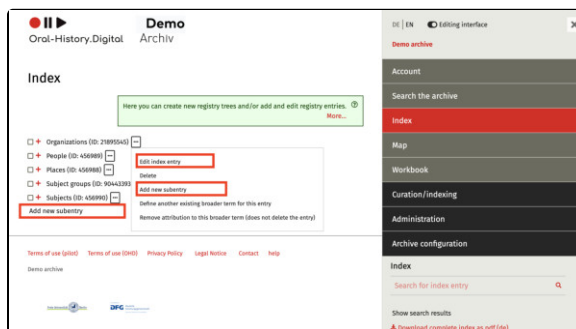 Demo
Oral-History.Digital Archiv
Index
Here you can create new registry trees and/or add and edit registry entries.
More...
Organizations (ID: 21895545)
People (ID: 456989)
Places (ID: 456988)
Subject groups (ID: 90443393
Subjects (ID: 456990)
Add new subentry
Edit index entry
Delete
Add new subentry
Define another existing broader term for this entry
Remove attribution to this broader term (does not delete the entry)
Terms of use (pilot) Terms of use (OHD) Privacy Policy Legal Notice Contact help
Demo archive
DFG
DE | EN Editing interface
Demo archive
Account
Search the archive
Index
Map
Workbook
Curation/indexing
Administration
Archive configuration
Index
Search for index entry
Show search results
Download complete index as pdf (de)